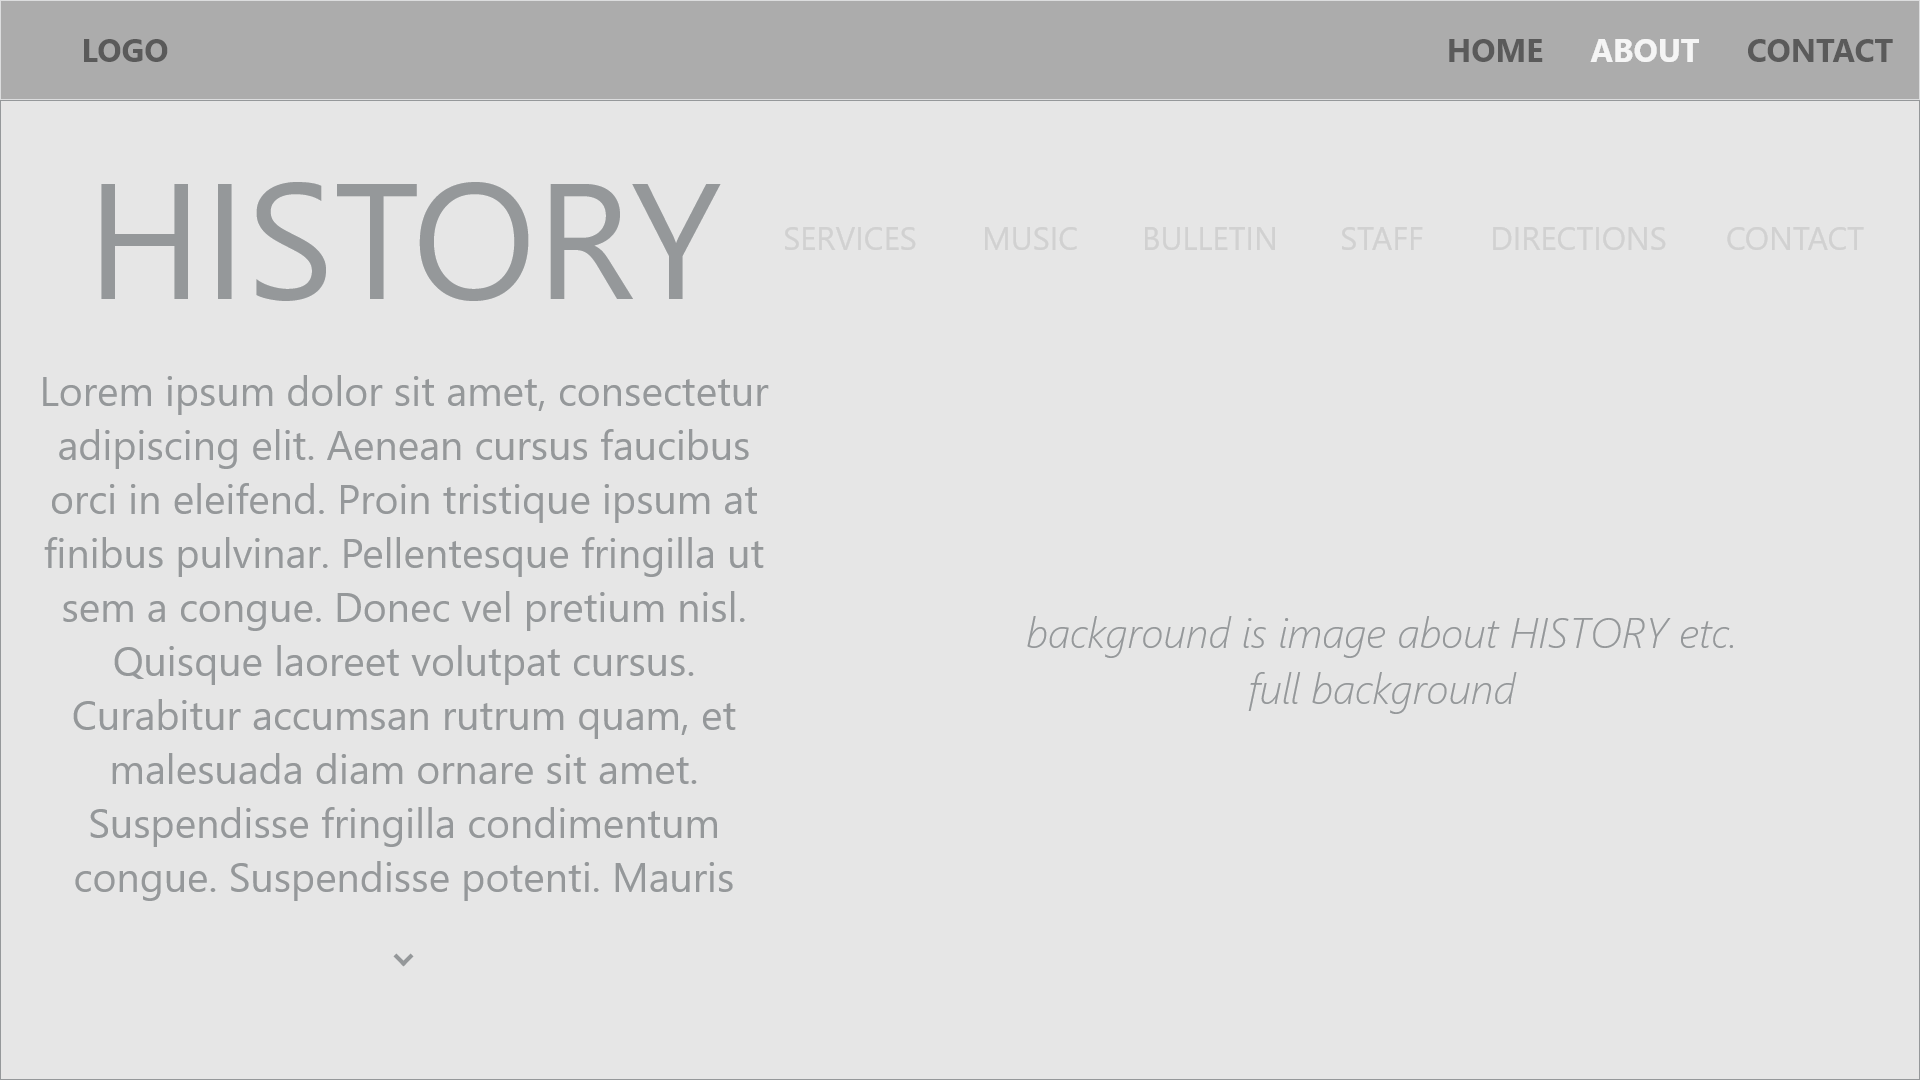 LOGO
HOME ABOUT CONTACT
HISTORY
SERVICES MUSIC BULLETIN STAFF DIRECTIONS CONTACT
Lorem ipsum dolor sit amet, consectetur
adipiscing elit. Aenean cursus faucibus
orci in eleifend. Proin tristique ipsum at
finibus pulvinar. Pellentesque fringilla ut
sem a congue. Donec vel pretium nisl.
Quisque laoreet volutpat cursus.
Curabitur accumsan rutrum quam, et
malesuada diam ornare sit amet.
Suspendisse fringilla condimentum
congue. Suspendisse potenti. Mauris
background is image about HISTORY etc.
full background